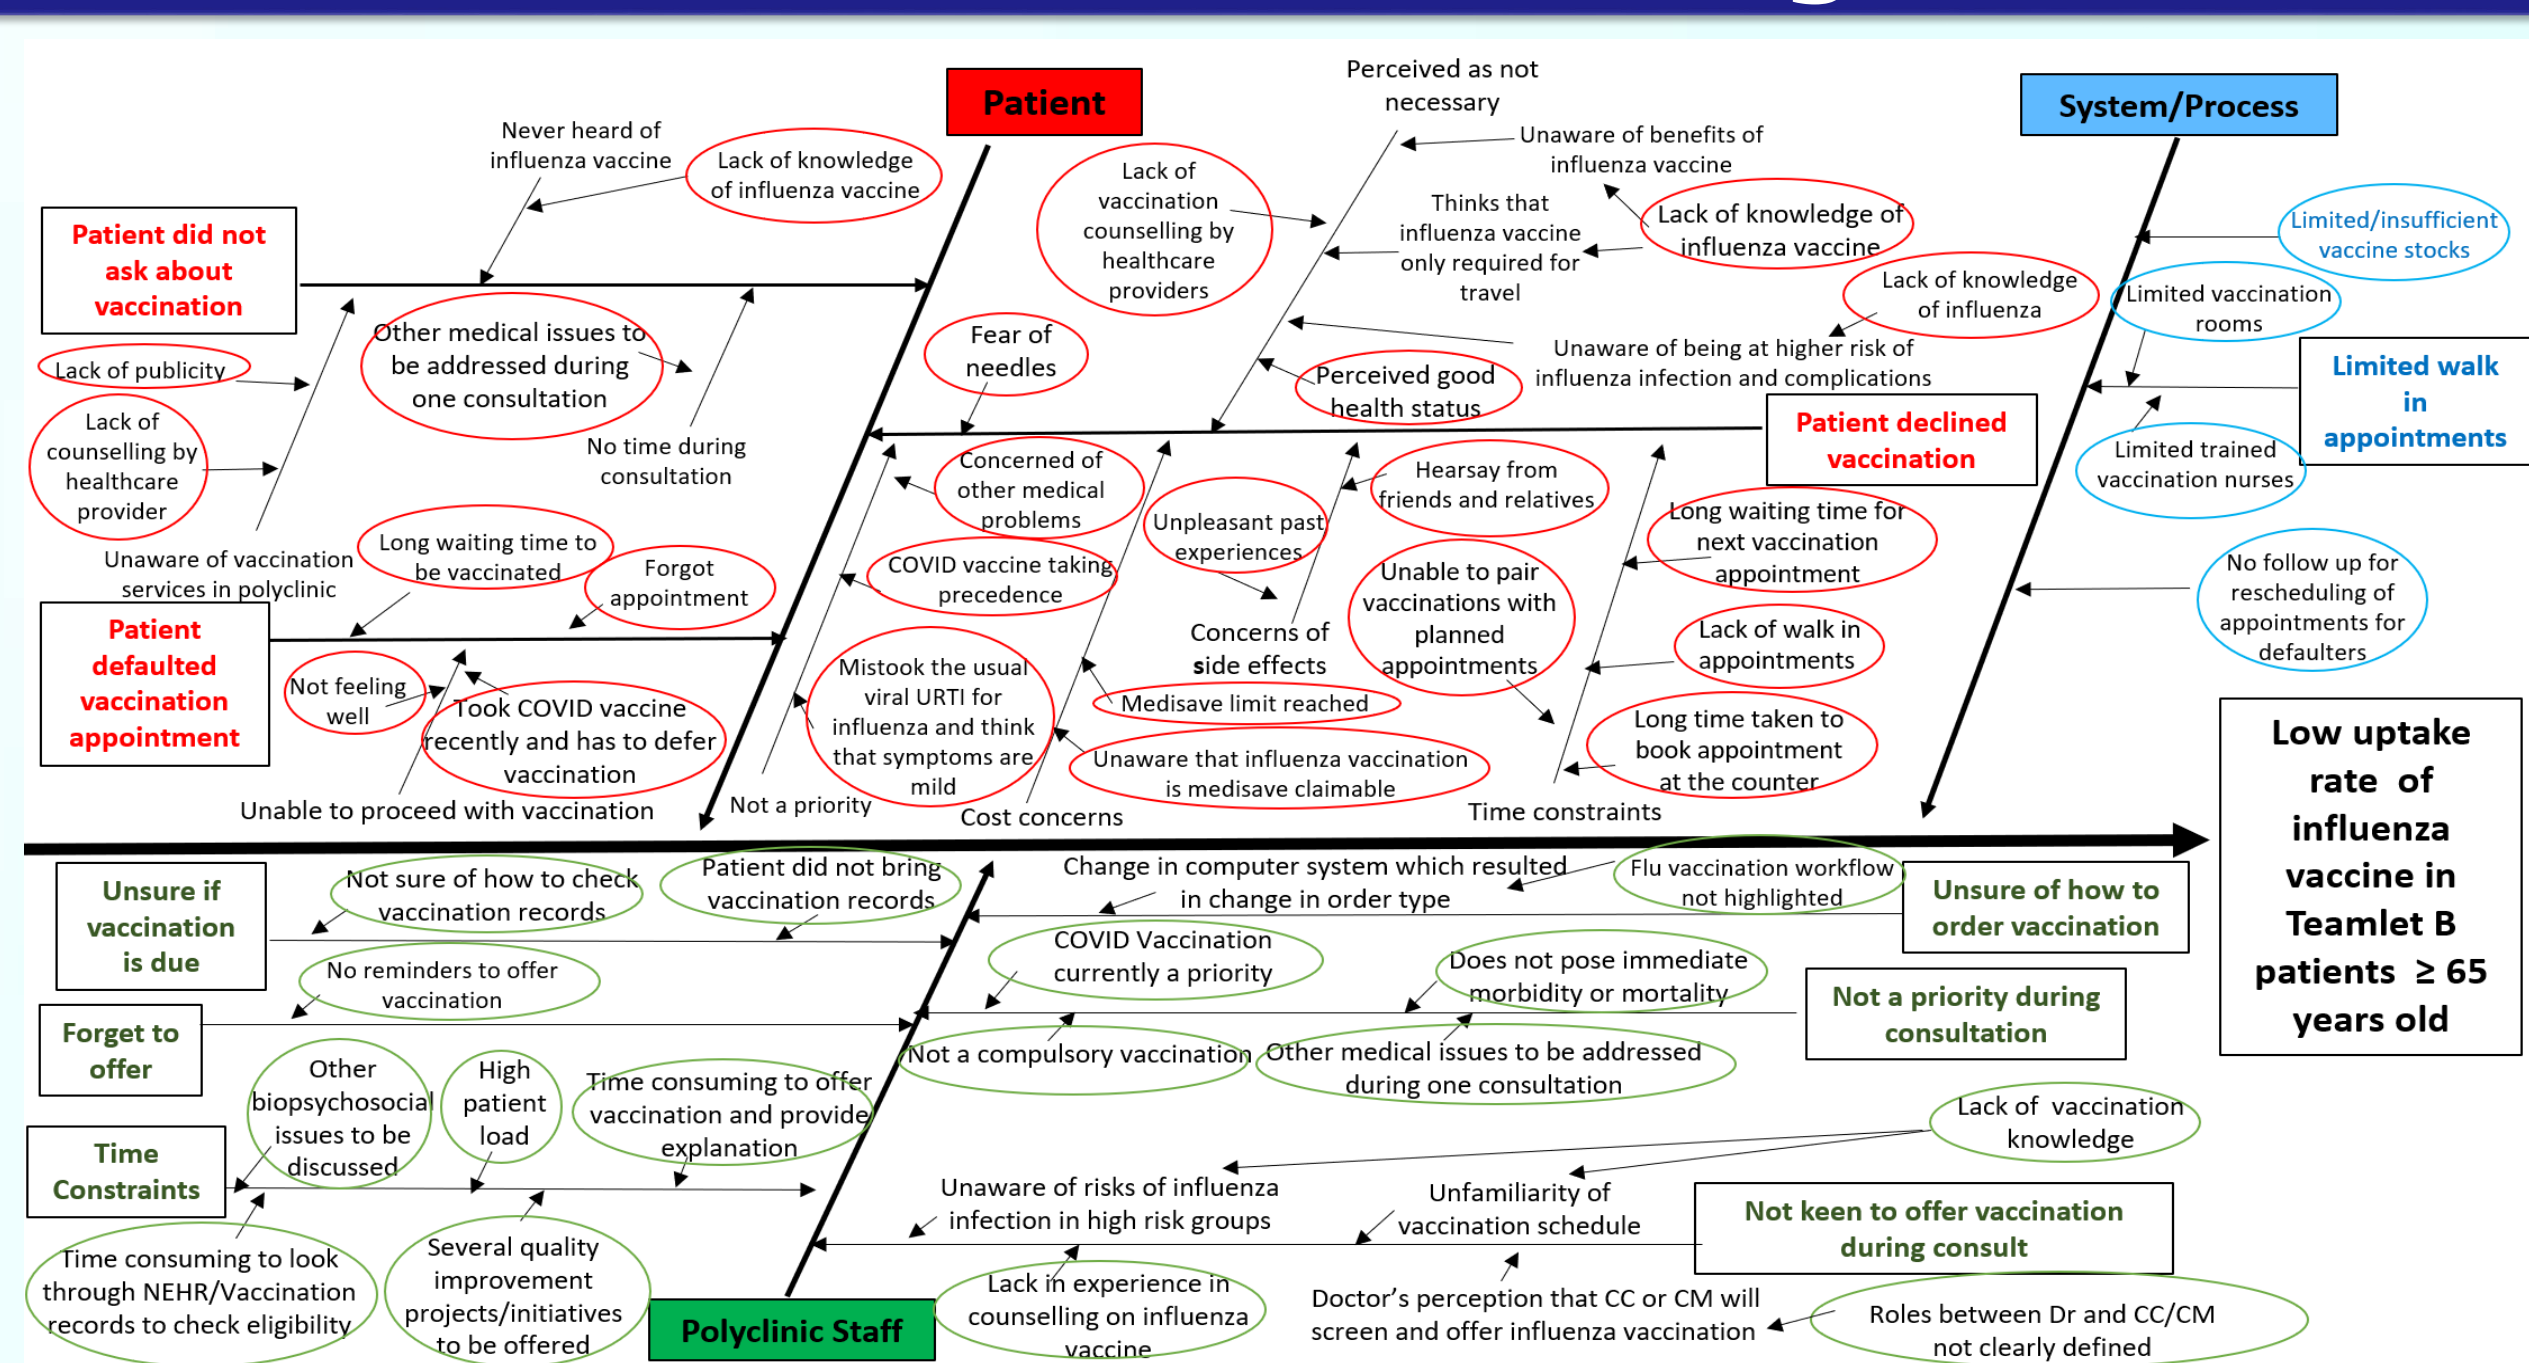 Patient
System/Process
Perceived as not
necessary
Never heard of
influenza vaccine
Lack of knowledge
of influenza vaccine
Lack of
vaccination
counselling by
healthcare
providers
Unaware of benefits of
influenza vaccine
Thinks that
influenza vaccine
only required for
travel
Lack of knowledge of
influenza vaccine
Lack of knowledge
of influenza
Limited/insufficient
vaccine stocks
Limited vaccination
rooms
Patient did not
ask about
vaccination
Other medical issues to
be addressed during
one consultation
Fear of
needles
Unaware of being at higher risk of
influenza infection and complications
Perceived good
health status
Limited walk
in
appointments
Lack of publicity
Lack of
counselling by
healthcare
provider
No time during
consultation
Patient declined
vaccination
Limited trained
vaccination nurses
Concerned of
other medical
problems
Hearsay from
friends and relatives
Unpleasant past
experiences
Long waiting time for
next vaccination
appointment
Unaware of vaccination
services in polyclinic
Long waiting time to
be vaccinated
Forgot
appointment
COVID vaccine taking
precedence
Unable to pair
vaccinations with
planned
appointments
No follow up for
rescheduling of
appointments for
defaulters
Patient
defaulted
vaccination
appointment
Concerns of
side effects
Lack of walk in
appointments
Not feeling
well
Took COVID vaccine
recently and has to defer
vaccination
Mistook the usual
viral URTI for
influenza and think
that symptoms are
mild
Medisave limit reached
Unaware that influenza vaccination
is medisave claimable
Long time taken to
book appointment
at the counter
Unable to proceed with vaccination
Not a priority
Cost concerns
Time constraints
Low uptake
rate of
influenza
vaccine in
Teamlet B
patients ≥ 65
years old
Unsure if
vaccination
is due
Not sure of how to check
vaccination records
Patient did not bring
vaccination records
Change in computer system which resulted
in change in order type
Flu vaccination workflow
not highlighted
Unsure of how to
order vaccination
No reminders to offer
vaccination
COVID Vaccination
currently a priority
Does not pose immediate
morbidity or mortality
Not a priority during
consultation
Forget to
offer
Not a compulsory vaccination
Other medical issues to be addressed
during one consultation
Other
biopsychosocial
issues to be
discussed
High
patient
load
Time consuming to offer
vaccination and provide
explanation
Lack of vaccination
knowledge
Time
Constraints
Unaware of risks of influenza
infection in high risk groups
Unfamiliarity of
vaccination schedule
Not keen to offer vaccination
during consult
Time consuming to look
through NEHR/Vaccination
records to check eligibility
Several quality
improvement
projects/initiatives
to be offered
Polyclinic Staff
Lack in experience in
counselling on influenza
vaccine
Doctor's perception that CC or CM will
screen and offer influenza vaccination
Roles between Dr and CC/CM
not clearly defined